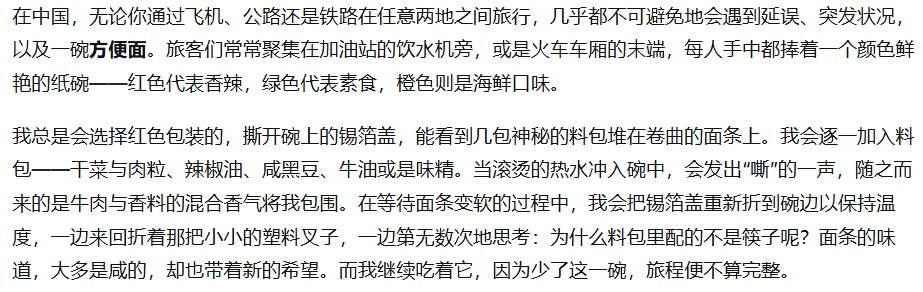 在中国，无论你通过飞机、公路还是铁路在任意两地之间旅行，几乎都不可避免地会遇到延误、突发状况，
以及一碗方便面。旅客们常常聚集在加油站的饮水机旁，或是火车车厢的末端，每人手中都捧着一个颜色鲜
艳的纸碗——红色代表香辣，绿色代表素食，橙色则是海鲜口味。
我总是会选择红色包装的，撕开碗上的锡箔盖，能看到几包神秘的料包堆在卷曲的面条上。我会逐一加入料
包——干菜与肉粒、辣椒油、咸黑豆、牛油或是味精。当滚烫的热水冲入碗中，会发出“嘶”的一声，随之而
来的是牛肉与香料的混合香气将我包围。在等待面条变软的过程中，我会把锡箔盖重新折到碗边以保持温
度，一边来回折着那把小小的塑料叉子，一边第无数次地思考：为什么料包里配的不是筷子呢？面条的味
道，大多是咸的，却也带着新的希望。而我继续吃着它，因为少了这一碗，旅程便不算完整。